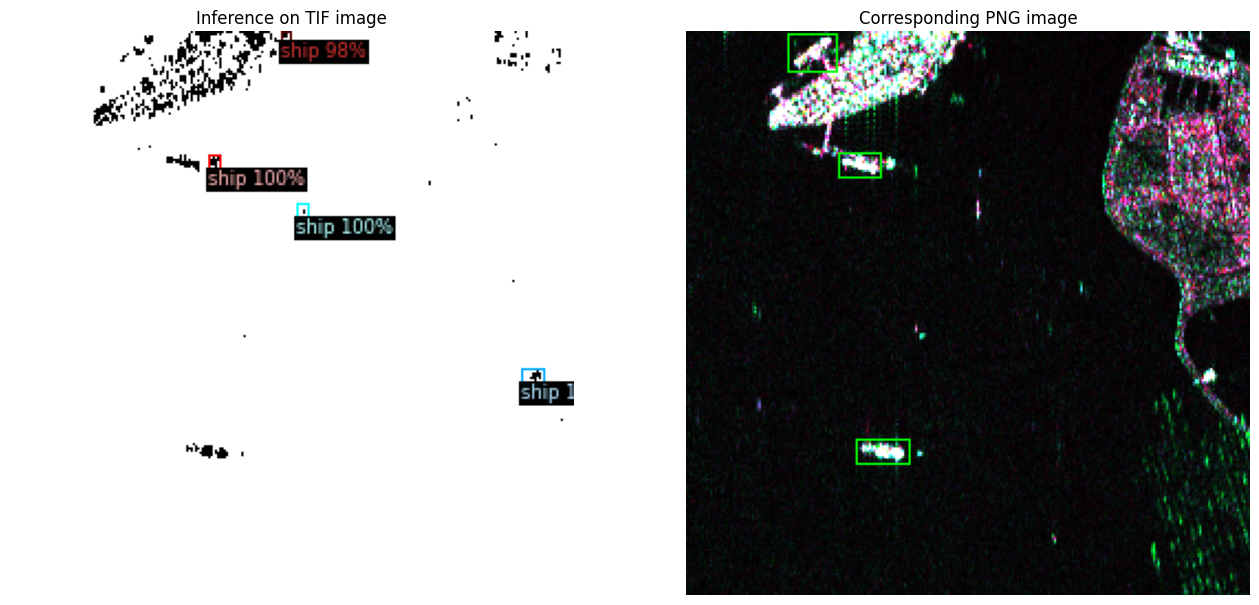 Inference on TIF image
Corresponding PNG image
ship 98%
ship 100%
ship 100%
ship 1